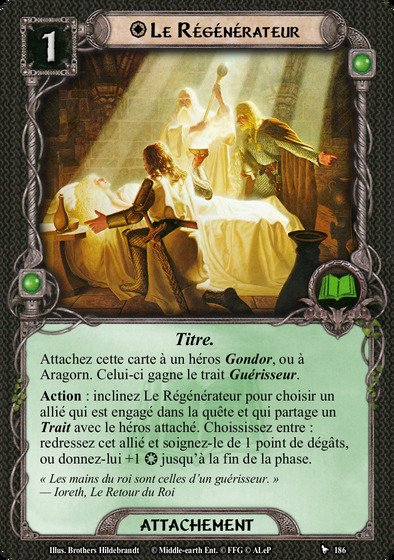 1
Le Régénérateur
Titre.
Attachez cette carte à un héros Gondor, ou à
Aragorn. Celui-ci gagne le trait Guérisseur.
Action : inclinez Le Régénérateur pour choisir un
allié qui est engagé dans la quête et qui partage un
Trait avec le héros attaché. Choississez entre :
redressez cet allié et soignez-le de 1 point de dégâts,
ou donnez-lui +1 jusqu'à la fin de la phase.
« Les mains du roi sont celles d'un guérisseur. »
— Ioreth, Le Retour du Roi
Attachement
Illus. Brothers Hildebrandt © Middle-earth Ent. © FFG © ALeP 186